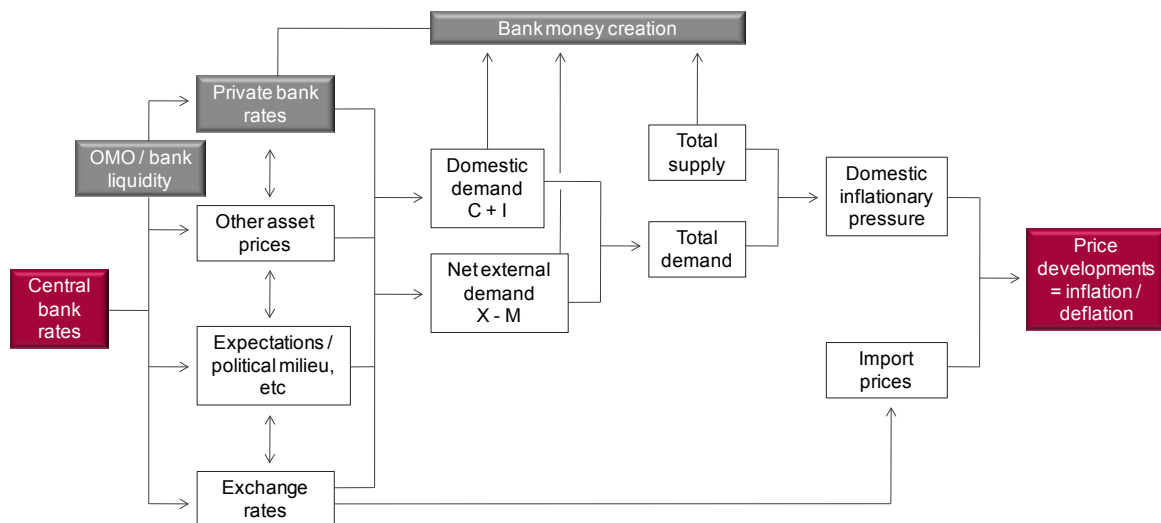 Bank money creation
Private bank
rates
OMO / bank
liquidity
Total
supply
Domestic
demand
C + I
Domestic
inflationary
pressure
Other asset
prices
Total
demand
Price
developments
= inflation /
deflation
Net external
demand
X - M
Central
bank
rates
Expectations /
political milieu,
etc
Import
prices
Exchange
rates